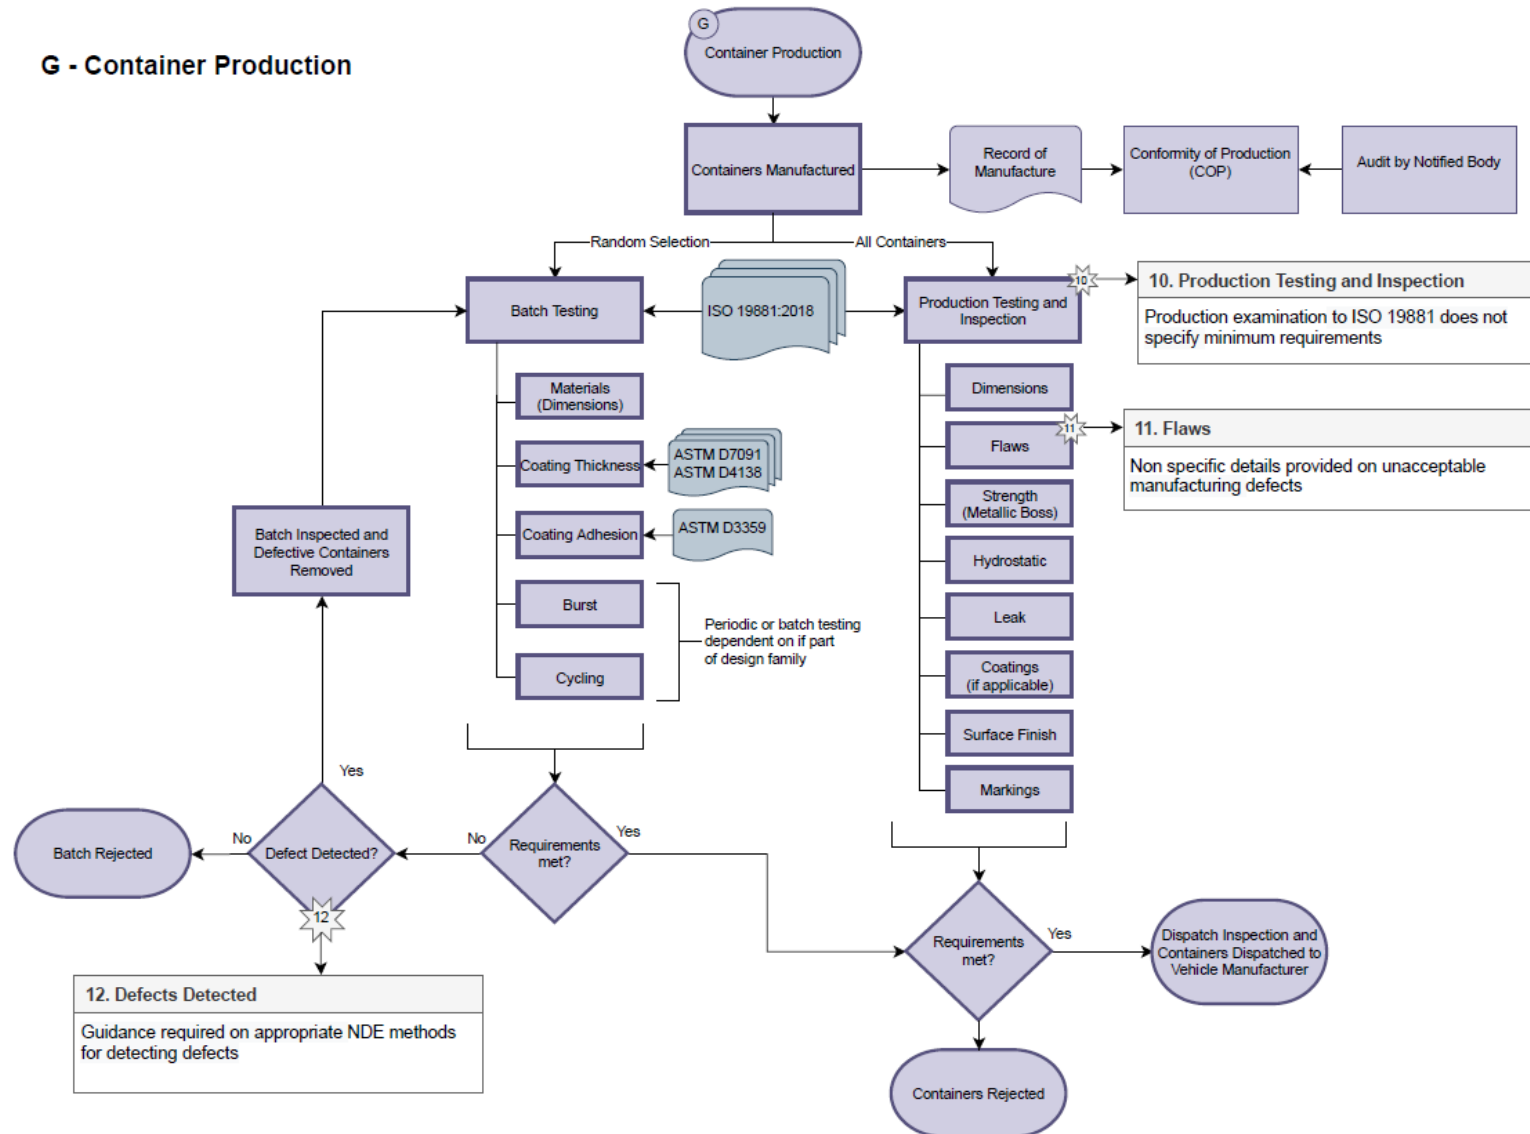 G - Container Production
G
Container Production
Containers Manufactured
Record of
Manufacture
Conformity of Production
(COP)
Audit by Notified Body
Random Selection
All Containers
Batch Testing
ISO 19881:2018
Production Testing and
Inspection
10
10. Production Testing and Inspection
Production examination to ISO 19881 does not
specify minimum requirements
Materials
(Dimensions)
Coating Thickness
ASTM D7091
ASTM D4138
Coating Adhesion
ASTM D3359
Burst
Cycling
Periodic or batch testing
dependent on if part
of design family
Dimensions
Flaws
11
11. Flaws
Non specific details provided on unacceptable
manufacturing defects
Strength
(Metallic Boss)
Hydrostatic
Leak
Coatings
(if applicable)
Surface Finish
Markings
Batch Inspected and
Defective Containers
Removed
Yes
Batch Rejected
No
Defect Detected?
No
Requirements
met?
Yes
12
12. Defects Detected
Guidance required on appropriate NDE methods
for detecting defects
Requirements
met?
Yes
Dispatch Inspection and
Containers Dispatched to
Vehicle Manufacturer
Containers Rejected